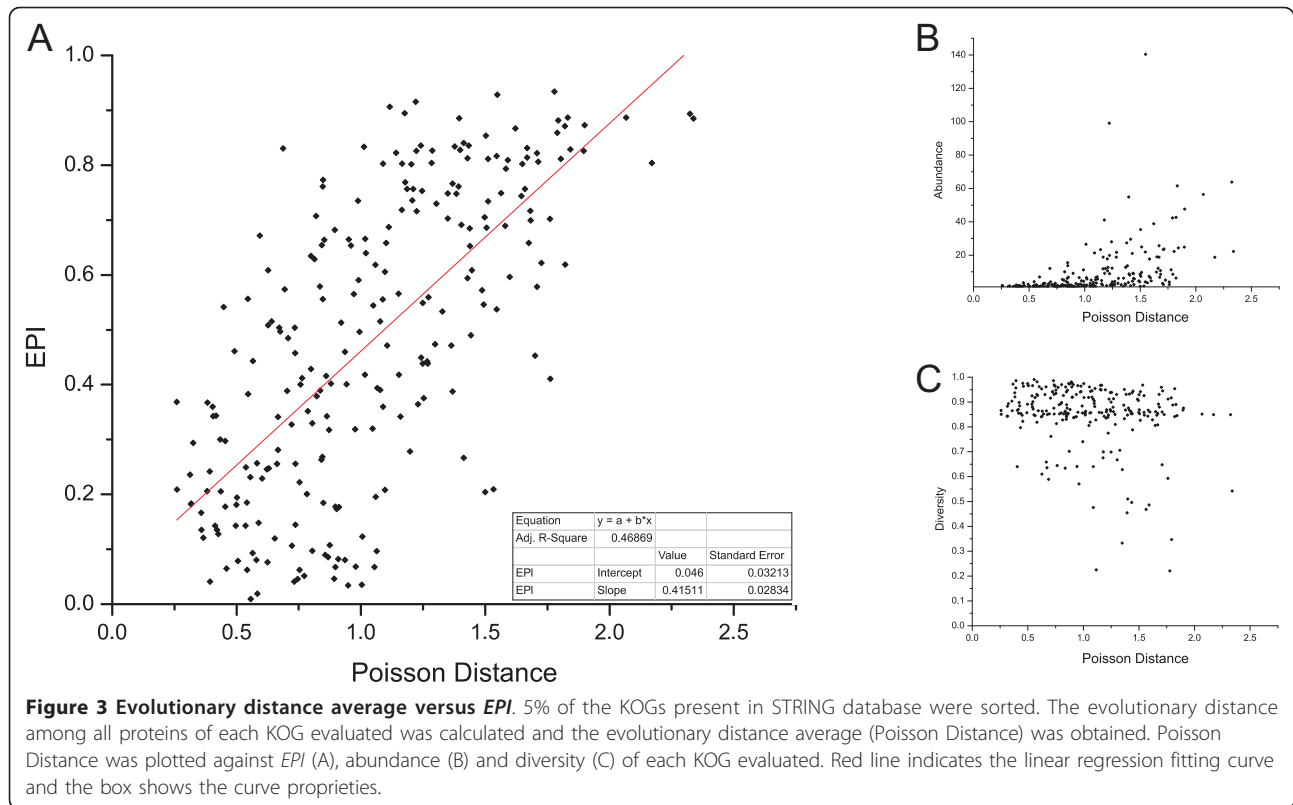 A
1.0
0.8
0.6
0.4
0.2
0.0
EPI
0.0 0.5 1.0 1.5 2.0 2.5
Poisson Distance
Equation y = a + b*x
Adj. R-Square 0.46869
Value Standard Error
EPI Intercept 0.046 0.03213
EPI Slope 0.41511 0.02834
B
140
120
100
80
60
40
20
Abundance
0.0 0.5 1.0 1.5 2.0 2.5
Poisson Distance
C
1.0
0.9
0.8
0.7
0.6
0.5
0.4
0.3
0.2
0.1
0.0
Diversity
0.0 0.5 1.0 1.5 2.0 2.5
Poisson Distance
Figure 3 Evolutionary distance average versus EPI. 5% of the KOGs present in STRING database were sorted. The evolutionary distance
among all proteins of each KOG evaluated was calculated and the evolutionary distance average (Poisson Distance) was obtained. Poisson
Distance was plotted against EPI (A), abundance (B) and diversity (C) of each KOG evaluated. Red line indicates the linear regression fitting curve
and the box shows the curve proprieties.